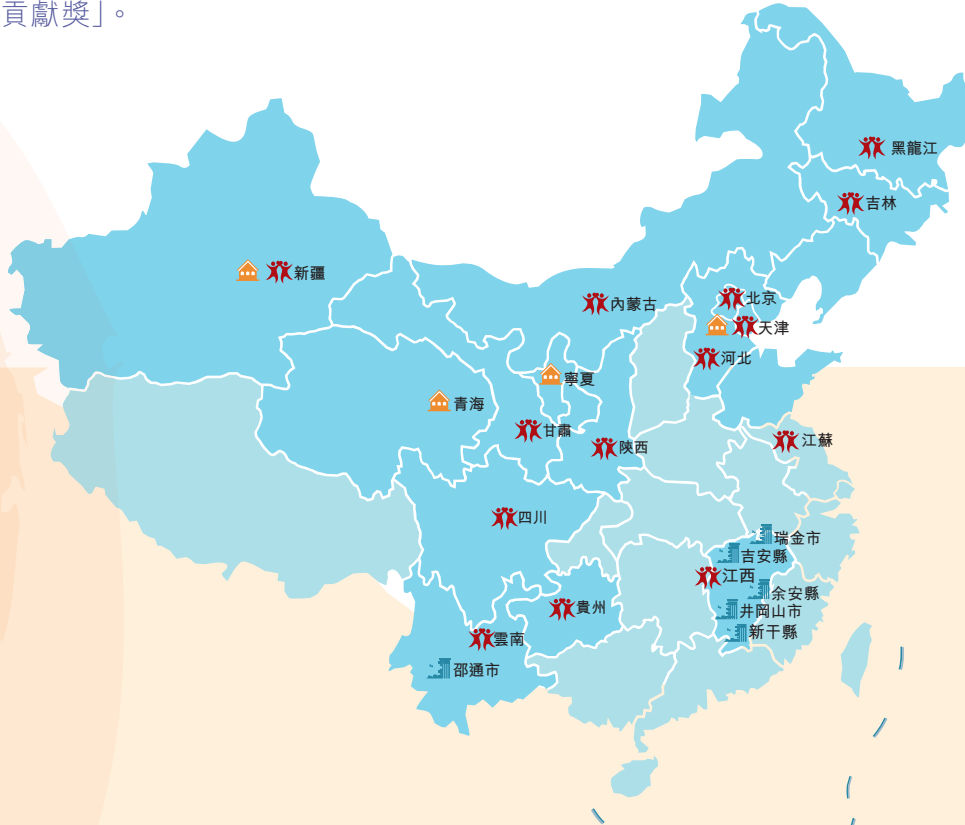 貢獻獎」。
黑龍江
吉林
新疆
內蒙古
北京
天津
河北
寧夏
青海
甘肅
江蘇
陝西
四川
瑞金市
吉安縣
江西
余安縣
貴州
井岡山市
新干縣
雲南
邵通市